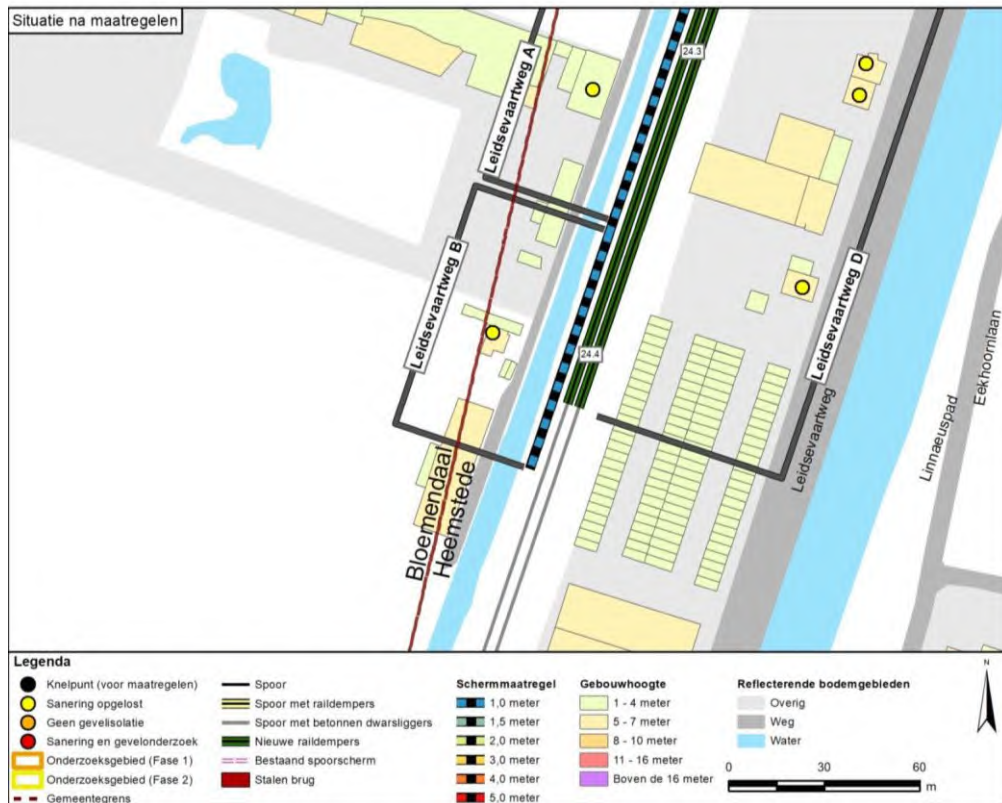 Situatie na maatregelen
Leidsevaartweg A
24.3
Leidsevaartweg B
Leidsevaartweg D
24.4
Leidsevaartweg
Linnaeuspad
Eekhoornlaan
Bloemendaal
Heemstede
Legenda
Knelpunt (voor maatregelen)
Sanering opgelost
Geen gevelisolatie
Sanering en gevelonderzoek
Onderzoeksgebied (Fase 1)
Onderzoeksgebied (Fase 2)
Gemeentegrens
Spoor
Spoor met raildempers
Spoor met betonnen dwarsliggers
Nieuwe raildempers
Bestaand spoorscherm
Stalen brug
Schermmaatregel
1,0 meter
1,5 meter
2,0 meter
3,0 meter
4,0 meter
5,0 meter
Gebouwhoogte
1 - 4 meter
5 - 7 meter
8 - 10 meter
11 - 16 meter
Boven de 16 meter
Reflecterende bodemgebieden
Overig
Weg
Water
N
0 30 60
m